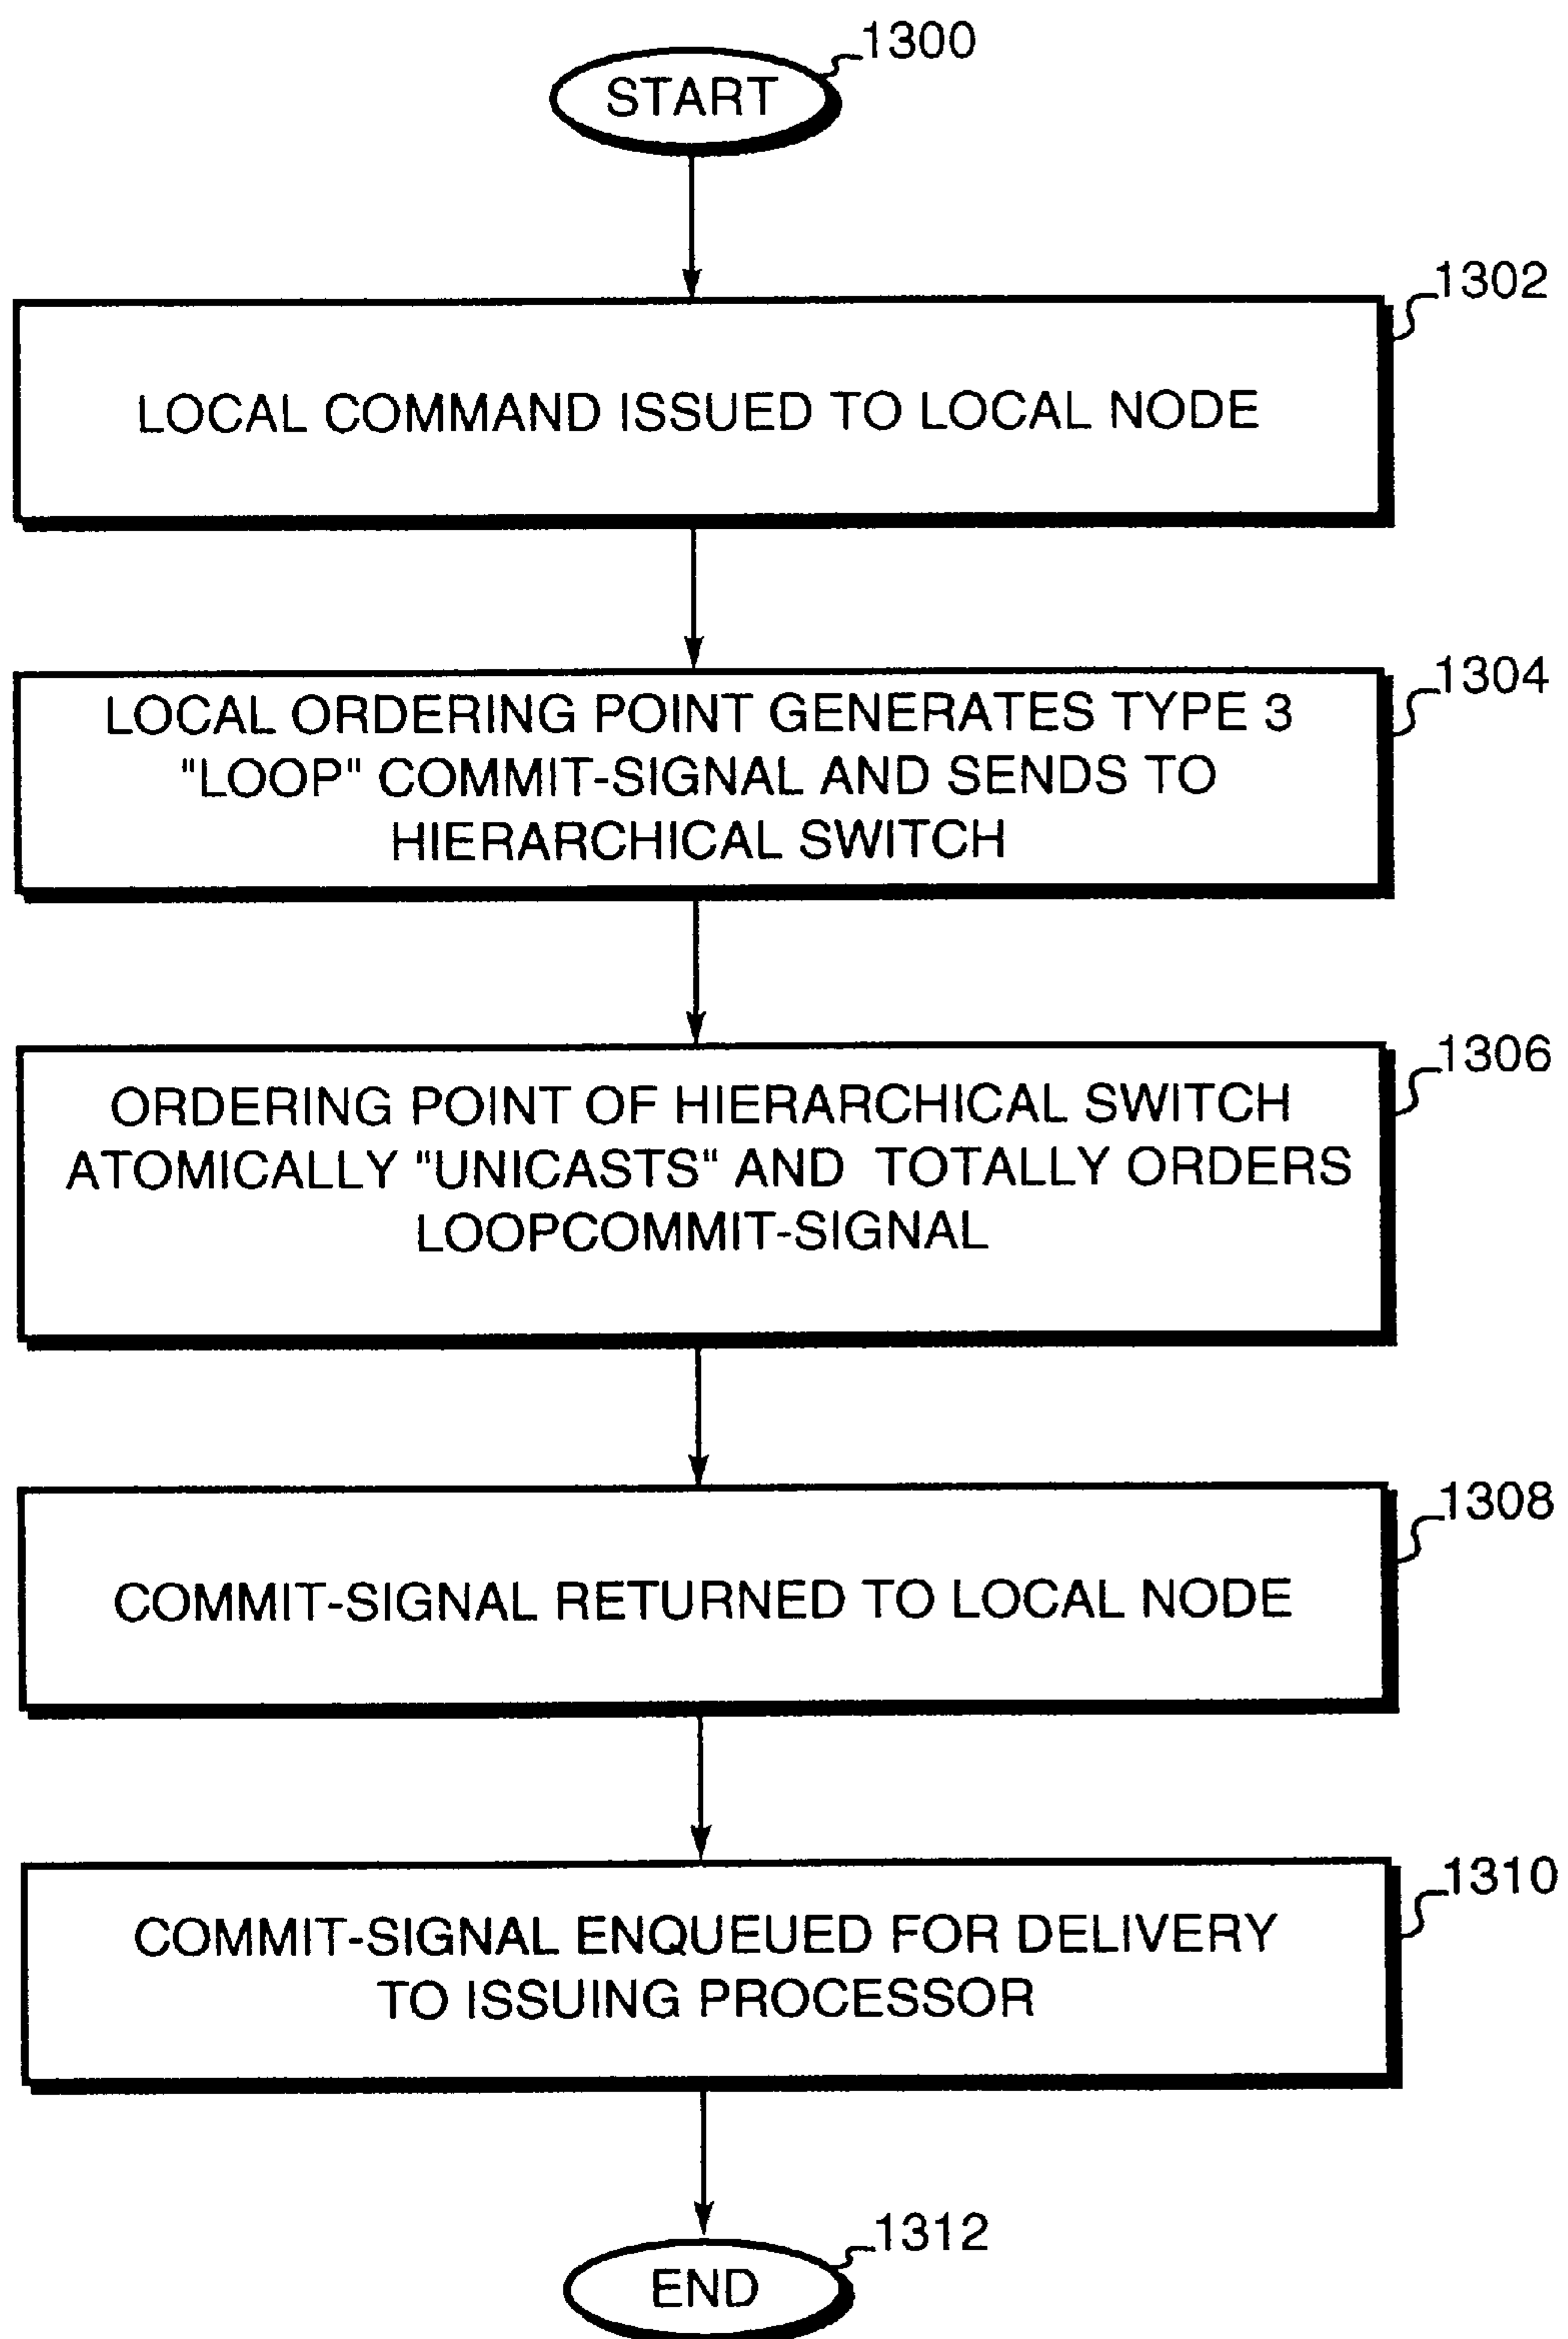 1300
START
1302
LOCAL COMMAND ISSUED TO LOCAL NODE
1304
LOCAL ORDERING POINT GENERATES TYPE 3
"LOOP" COMMIT-SIGNAL AND SENDS TO
HIERARCHICAL SWITCH
1306
ORDERING POINT OF HIERARCHICAL SWITCH
ATOMICALLY "UNICASTS" AND TOTALLY ORDERS
LOOPCOMMIT-SIGNAL
1308
COMMIT-SIGNAL RETURNED TO LOCAL NODE
1310
COMMIT-SIGNAL ENQUEUED FOR DELIVERY
TO ISSUING PROCESSOR
1312
END